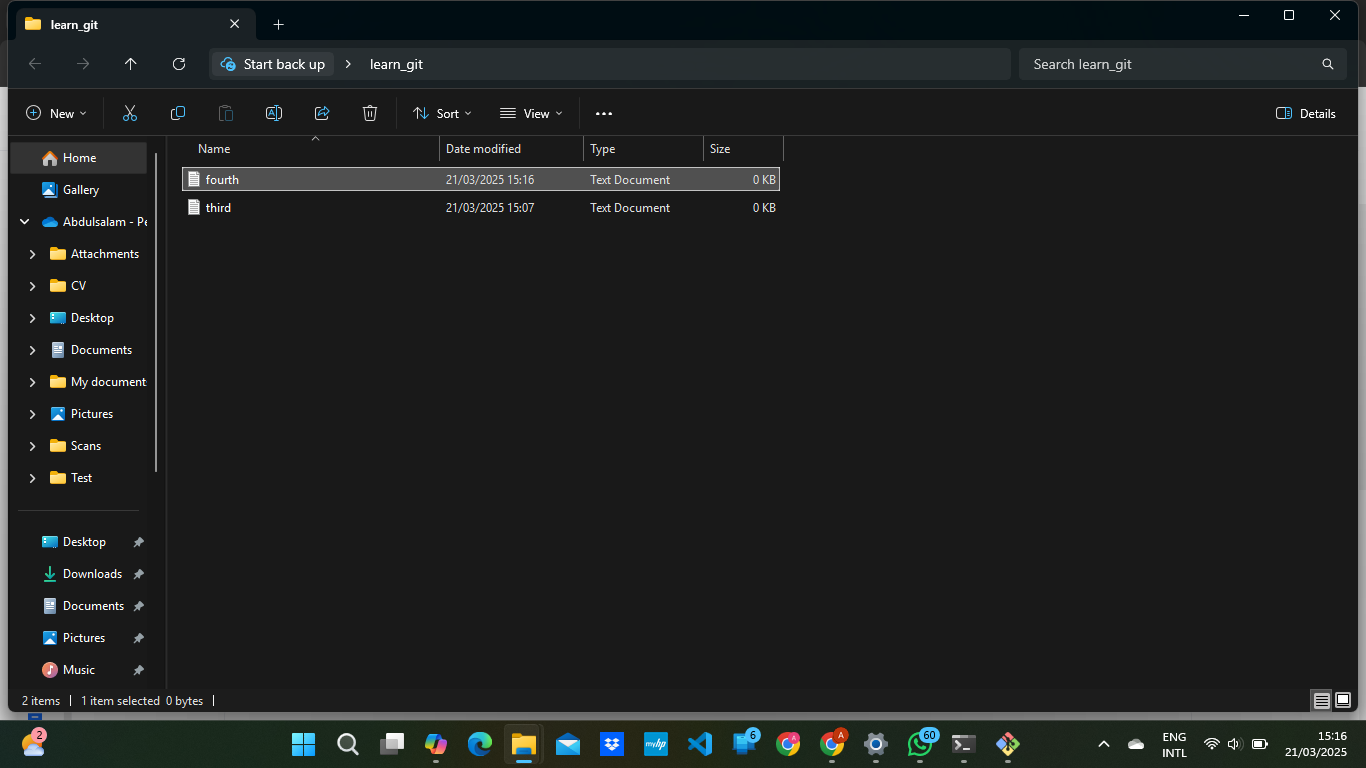 learn_git
Start back up > learn_git
Search learn_git
New
Sort
View
Details
Name Date modified Type Size
fourth 21/03/2025 15:16 Text Document 0 KB
third 21/03/2025 15:07 Text Document 0 KB
Home
Gallery
Abdulsalam - Pe
Attachments
CV
Desktop
Documents
My document
Pictures
Scans
Test
Desktop
Downloads
Documents
Pictures
Music
2 items 1 item selected 0 bytes
2
myhp
6
A
A
60
ENG
INTL
15:16
21/03/2025